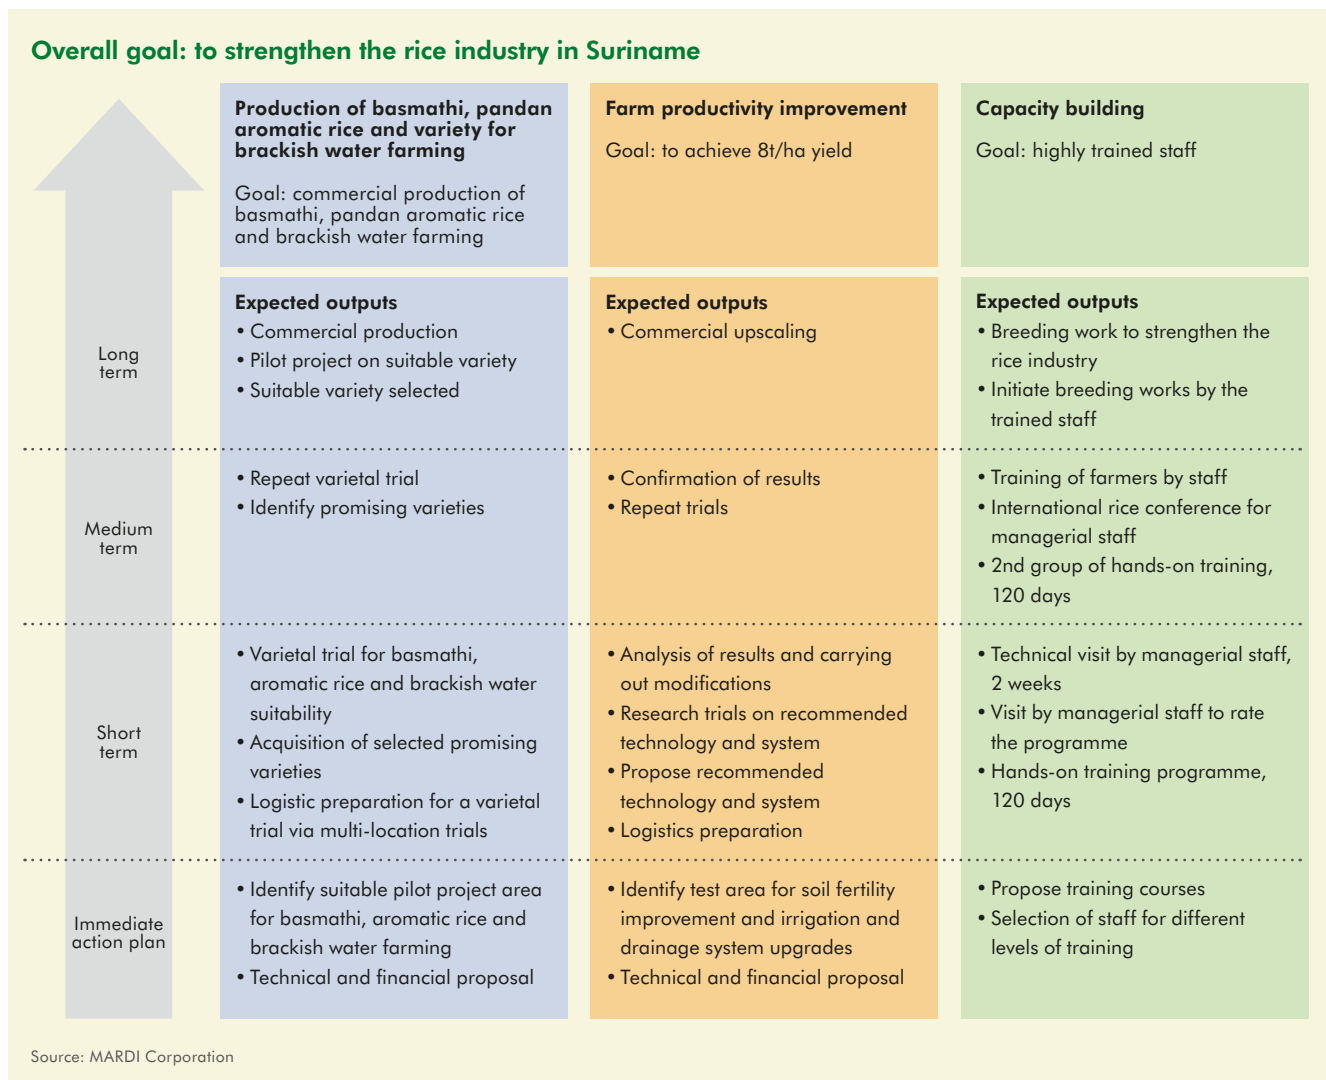 Overall goal: to strengthen the rice industry in Suriname
Production of basmathi, pandan
aromatic rice and variety for
brackish water farming
Goal: commercial production of
basmathi, pandan aromatic rice
and brackish water farming
Farm productivity improvement
Goal: to achieve 8t/ha yield
Capacity building
Goal: highly trained staff
Long
term
Expected outputs
• Commercial production
• Pilot project on suitable variety
• Suitable variety selected
Expected outputs
• Commercial upscaling
Expected outputs
• Breeding work to strengthen the
rice industry
• Initiate breeding works by the
trained staff
Medium
term
• Repeat varietal trial
• Identify promising varieties
• Confirmation of results
• Repeat trials
• Training of farmers by staff
• International rice conference for
managerial staff
• 2nd group of hands-on training,
120 days
Short
term
• Varietal trial for basmathi,
aromatic rice and brackish water
suitability
• Acquisition of selected promising
varieties
• Logistic preparation for a varietal
trial via multi-location trials
• Analysis of results and carrying
out modifications
• Research trials on recommended
technology and system
• Propose recommended
technology and system
• Logistics preparation
• Technical visit by managerial staff,
2 weeks
• Visit by managerial staff to rate
the programme
• Hands-on training programme,
120 days
Immediate
action plan
• Identify suitable pilot project area
for basmathi, aromatic rice and
brackish water farming
• Technical and financial proposal
• Identify test area for soil fertility
improvement and irrigation and
drainage system upgrades
• Technical and financial proposal
• Propose training courses
• Selection of staff for different
levels of training
Source: MARDI Corporation